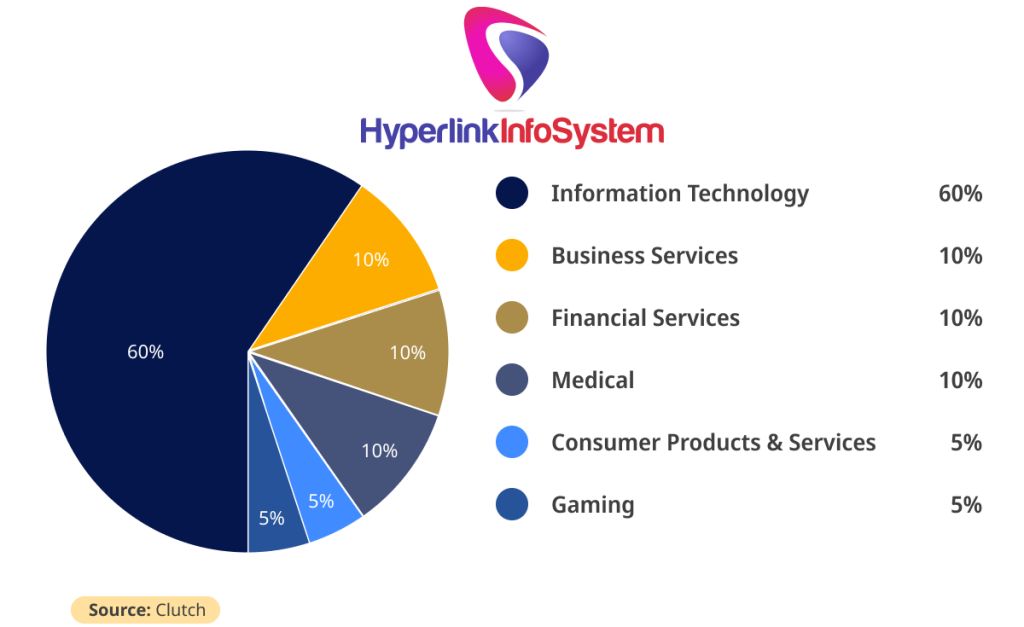 HyperlinkInfoSystem
60%
10%
10%
10%
5%
5%
Information Technology 60%
Business Services 10%
Financial Services 10%
Medical 10%
Consumer Products & Services 5%
Gaming 5%
Source: Clutch